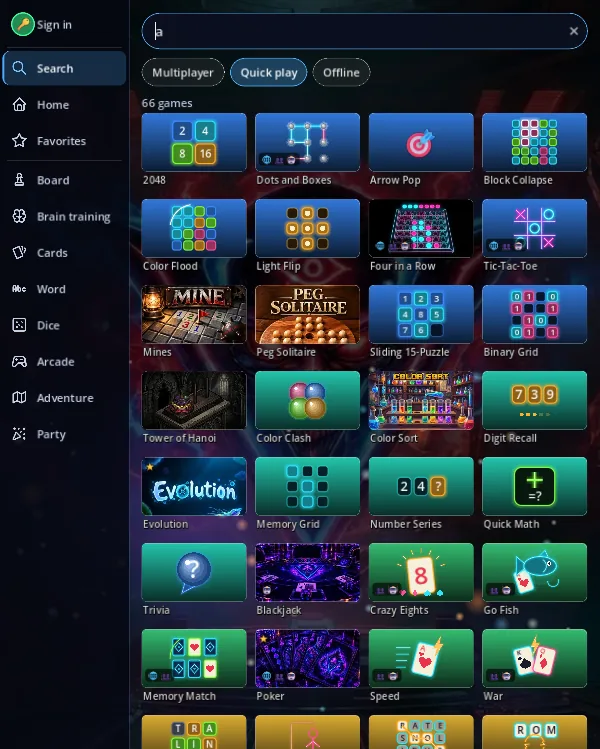 Sign in
a
×
Search
Multiplayer
Quick play
Offline
Home
66 games
Favorites
Board
Brain training
Cards
Word
Dice
Arcade
Adventure
Party
Abc
2 4
8 16
2048
Dots and Boxes
Arrow Pop
Block Collapse
Color Flood
Light Flip
Four in a Row
Tic-Tac-Toe
MINE
PEG
SOLITAIRE
1 2 3
4 8 5
7 6
0 1 0
1
1 0
0 1
Mines
Peg Solitaire
Sliding 15-Puzzle
Binary Grid
COLOR SORT
7 3 9
Tower of Hanoi
Color Clash
Color Sort
Digit Recall
Evolution
2 4 ?
+
=?
Evolution
Memory Grid
Number Series
Quick Math
?
8
Trivia
Blackjack
Crazy Eights
Go Fish
K
Memory Match
Poker
Speed
War
T R A
L I N
R A T E
S N O L
R O M